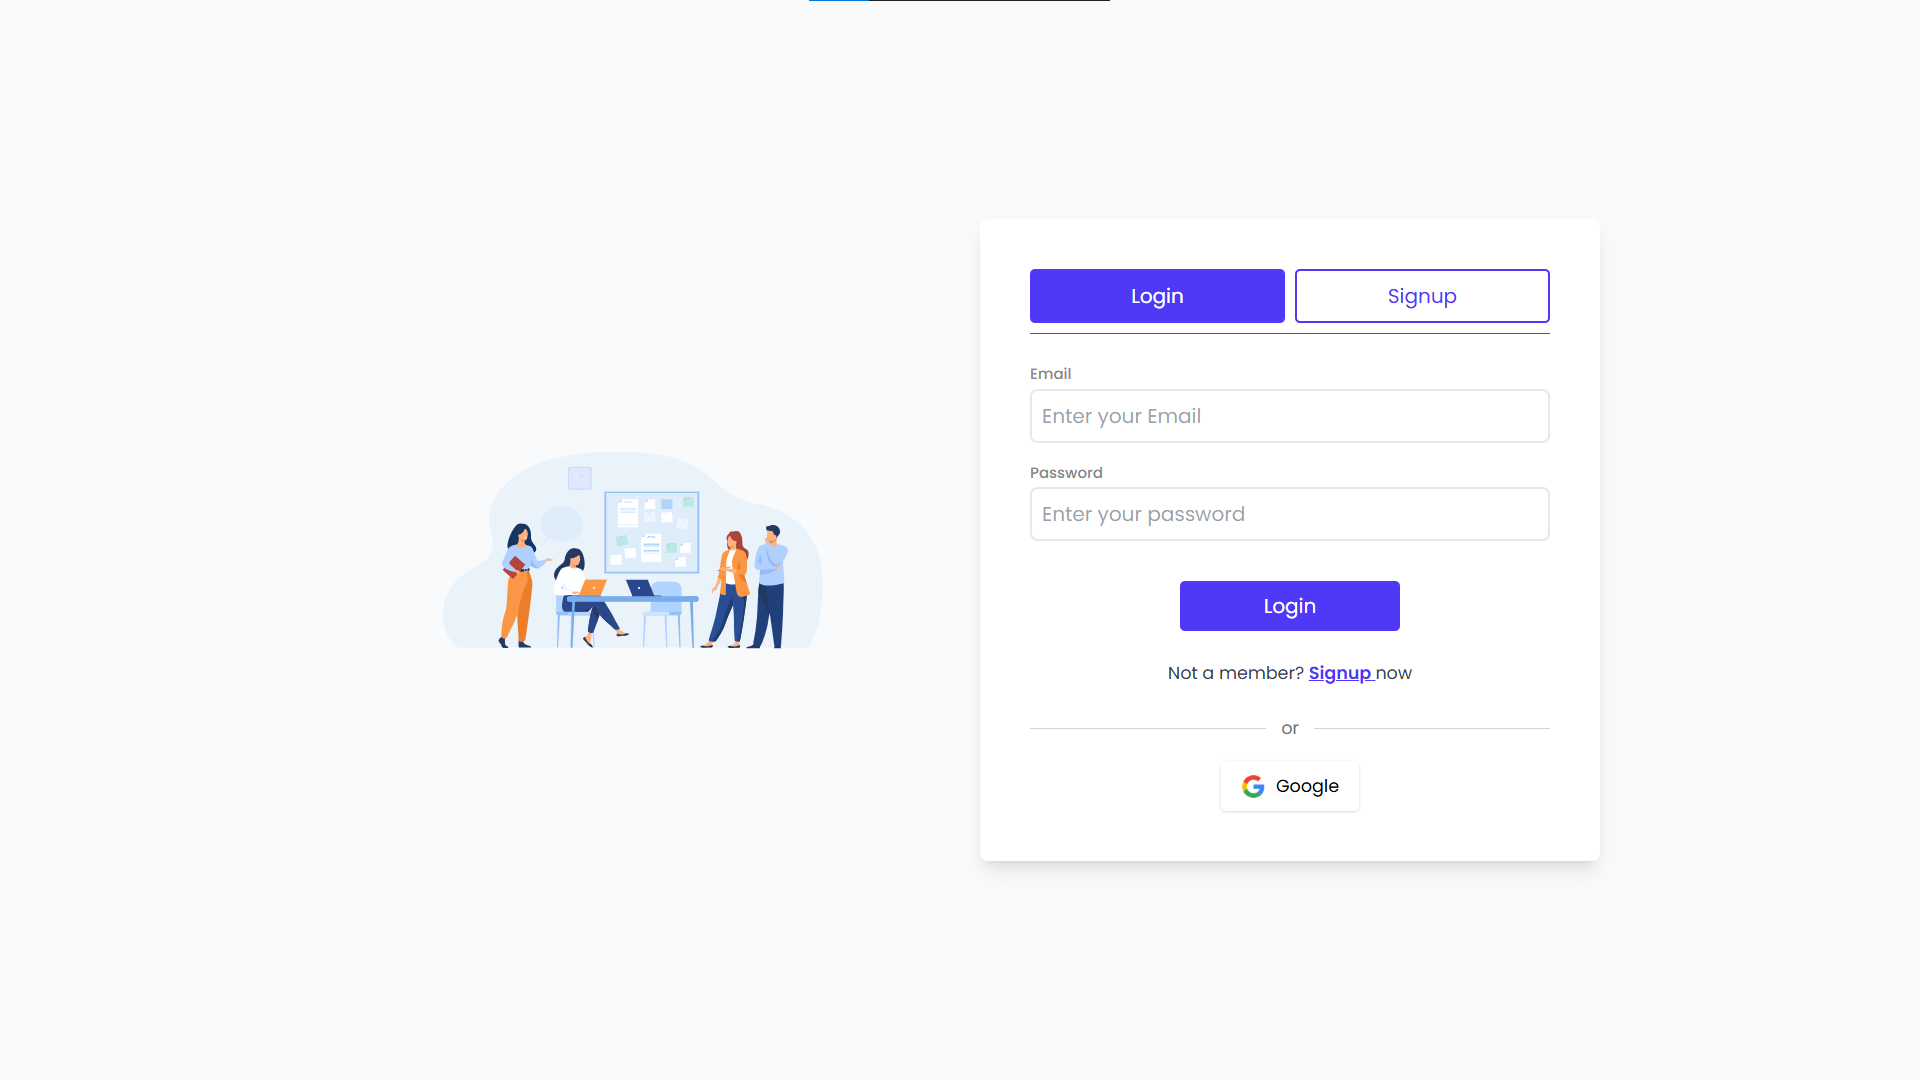 Login
Signup
Email
Enter your Email
Password
Enter your password
Login
Not a member? Signup now
or
Google